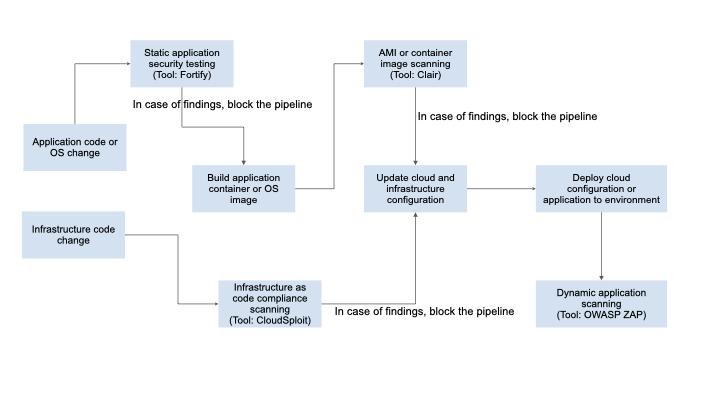 Static application
security testing
(Tool: Fortify)
AMI or container
image scanning
(Tool: Clair)
In case of findings, block the pipeline
In case of findings, block the pipeline
Application code or
OS change
Build application
container or OS
image
Update cloud and
infrastructure
configuration
Deploy cloud
configuration or
application to environment
Infrastructure code
change
Infrastructure as
code compliance
scanning
(Tool: CloudSploit)
In case of findings, block the pipeline
Dynamic application
scanning
(Tool: OWASP ZAP)